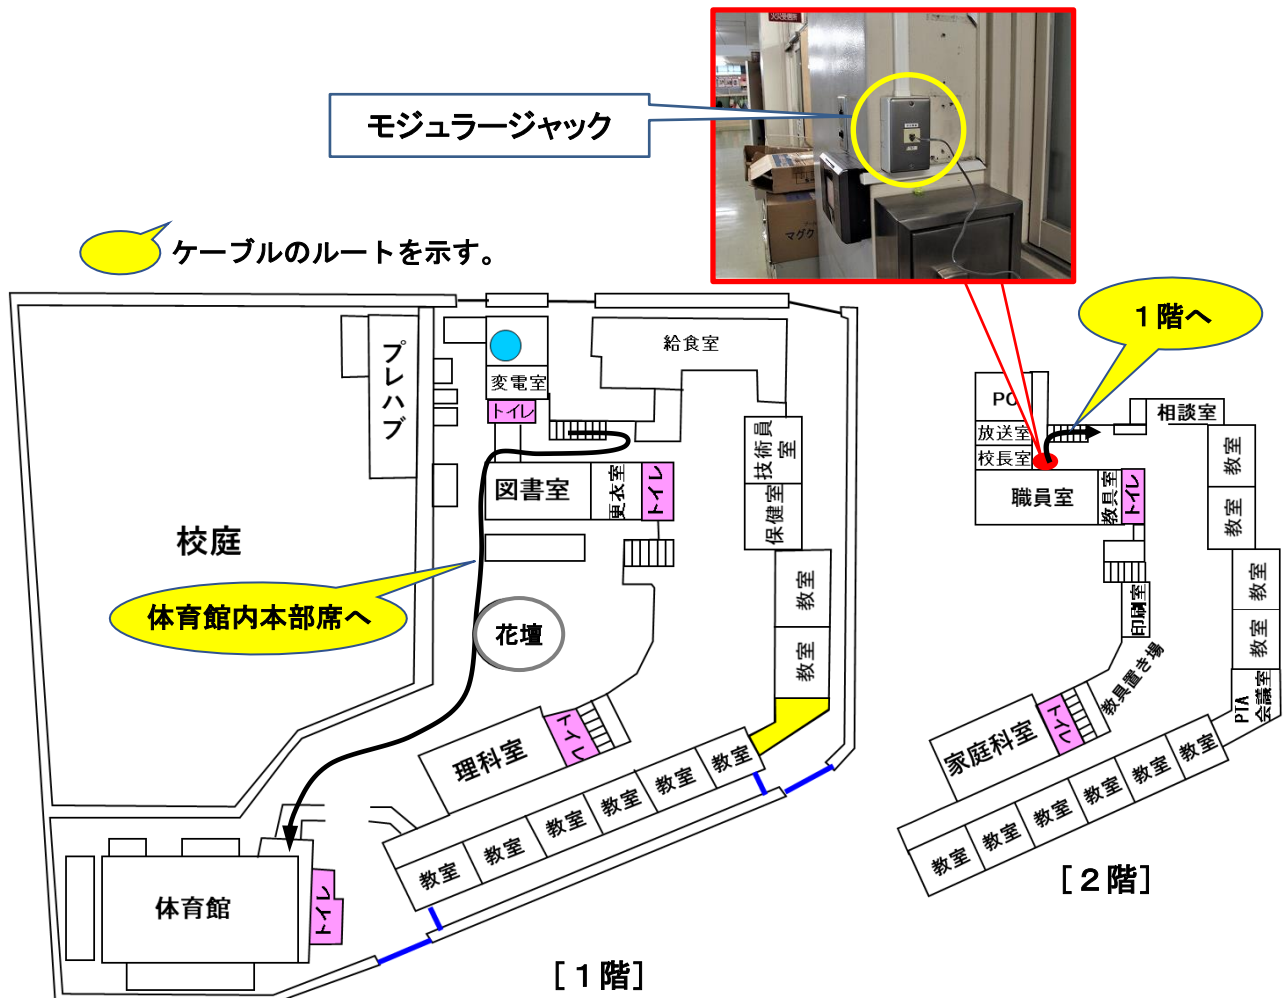 モジュラージャック
マグク
ケーブルのルートを示す。
1階へ
プレハブ
変電室
トイレ
給食室
技術員室
図書室
更衣室
トイレ
保健室
校庭
体育館内本部席へ
花壇
教室
教室
理科室
トイレ
教室
教室
教室
教室
教室
教室
体育館
トイレ
[1階]
PC
放送室
校長室
職員室
教具室
トイレ
相談室
教室
教室
教室
教室
印刷室
教具置き場
PTA会議室
家庭科室
トイレ
教室
教室
教室
教室
教室
教室
[2階]